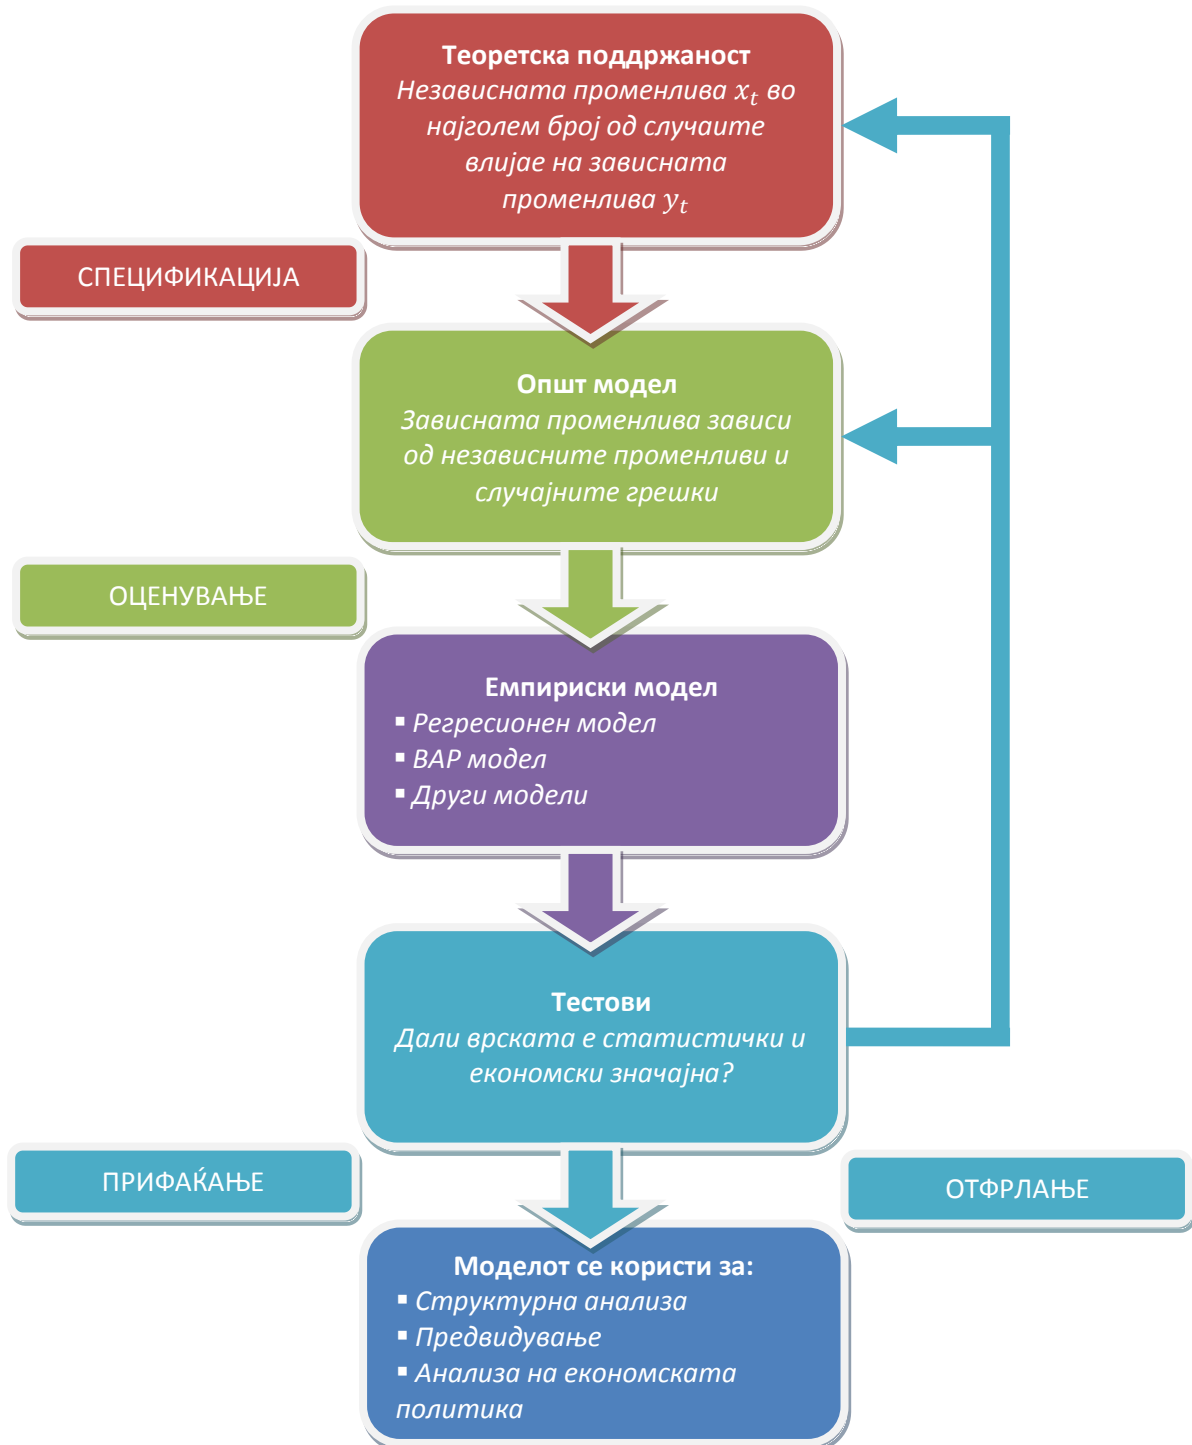 Теоретска поддржаност
Независната променлива xₜ во
најголем број од случаите
влијае на зависната
променлива yₜ
СПЕЦИФИКАЦИЈА
Општ модел
Зависната променлива зависи
од независните променливи и
случајните грешки
ОЦЕНУВАЊЕ
Емпириски модел
▪ Регресионен модел
▪ ВАР модел
▪ Други модели
Тестови
Дали врската е статистички и
економски значајна?
ПРИФАЌАЊЕ
ОТФРЛАЊЕ
Моделот се користи за:
▪ Структурна анализа
▪ Предвидување
▪ Анализа на економската
политика